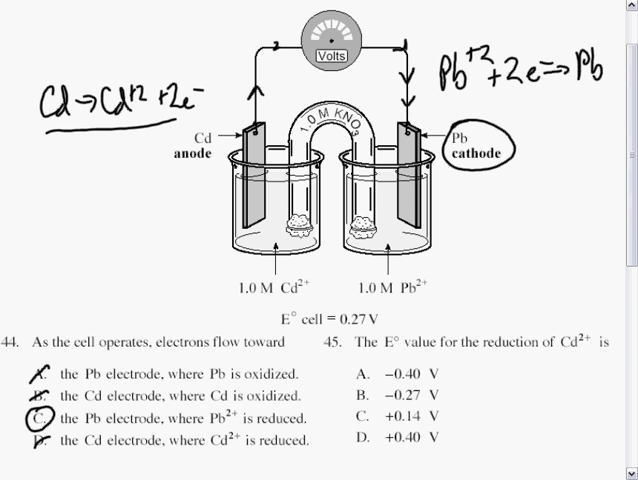 Volts
Pb⁺² + 2e⁻ → Pb
Cd → Cd⁺² + 2e⁻
1.0 M KNO₃
Cd
anode
Pb
cathode
1.0 M Cd²⁺
1.0 M Pb²⁺
E° cell = 0.27 V
44. As the cell operates, electrons flow toward
A. the Pb electrode, where Pb is oxidized.
B. the Cd electrode, where Cd is oxidized.
C. the Pb electrode, where Pb²⁺ is reduced.
D. the Cd electrode, where Cd²⁺ is reduced.
45. The E° value for the reduction of Cd²⁺ is
A. −0.40 V
B. −0.27 V
C. +0.14 V
D. +0.40 V